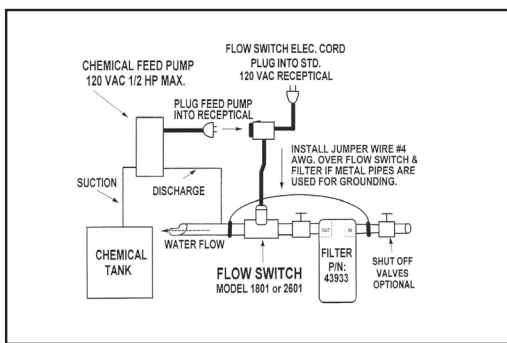 CHEMICAL FEED PUMP
120 VAC 1/2 HP MAX.
FLOW SWITCH ELEC. CORD
PLUG INTO STD.
120 VAC RECEPTICAL
PLUG FEED PUMP
INTO RECEPTICAL
INSTALL JUMPER WIRE #4
AWG. OVER FLOW SWITCH &
FILTER IF METAL PIPES ARE
USED FOR GROUNDING.
SUCTION
DISCHARGE
WATER FLOW
CHEMICAL
TANK
FLOW SWITCH
MODEL 1801 or 2601
OUT
IN
FILTER
P/N:
43933
SHUT OFF
VALVES
OPTIONAL